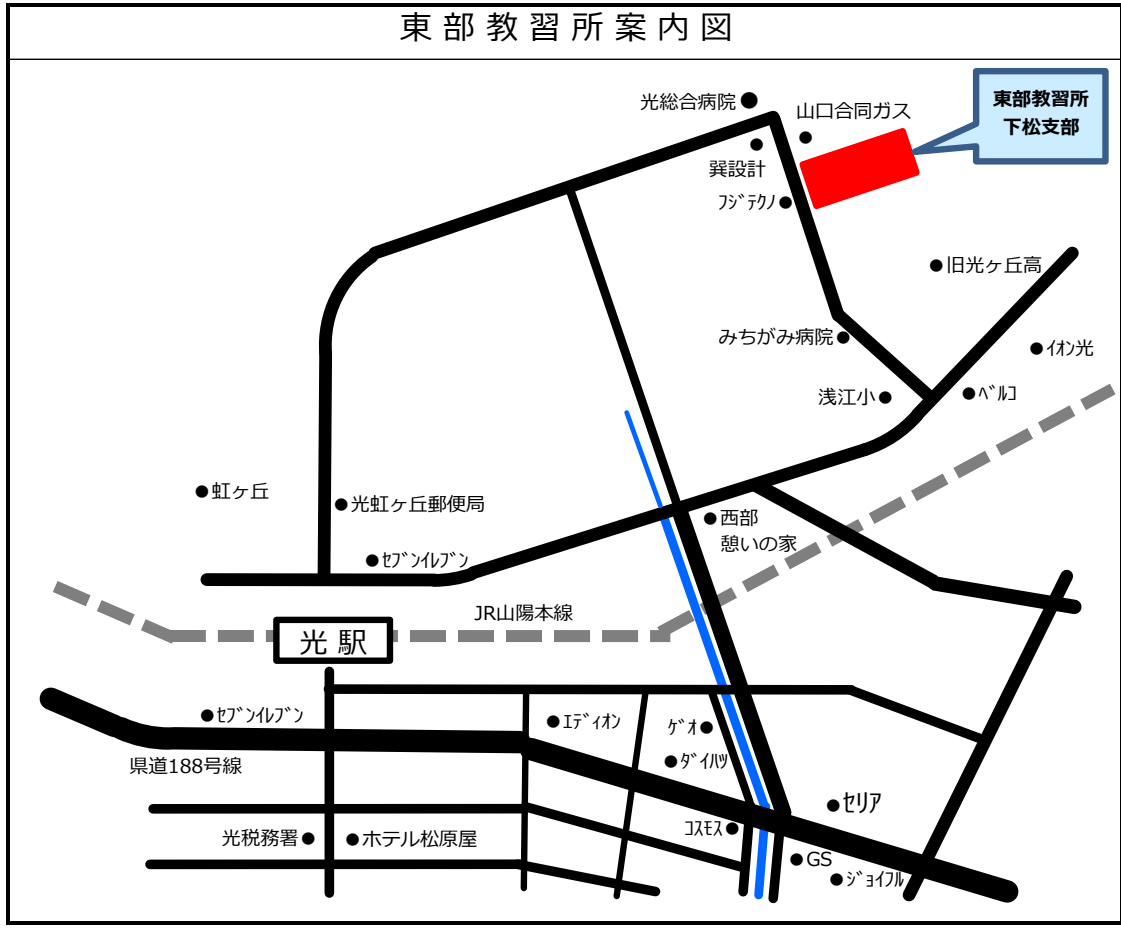 東部教習所案内図
東部教習所
下松支部
光総合病院
山口合同ガス
巽設計
ﾌｼﾞﾃｸﾉ
旧光ヶ丘高
みちがみ病院
ｲｵﾝ光
浅江小
ﾍﾞﾙｺ
虹ヶ丘
光虹ヶ丘郵便局
西部
憩いの家
ｾﾌﾞﾝｲﾚﾌﾞﾝ
JR山陽本線
光駅
ｾﾌﾞﾝｲﾚﾌﾞﾝ
ｴﾃﾞｨｵﾝ
ｹﾞｵ
県道188号線
ﾀﾞｲﾊﾂ
セリア
ｺｽﾓｽ
光税務署
ホテル松原屋
GS
ｼﾞｮｲﾌﾙ